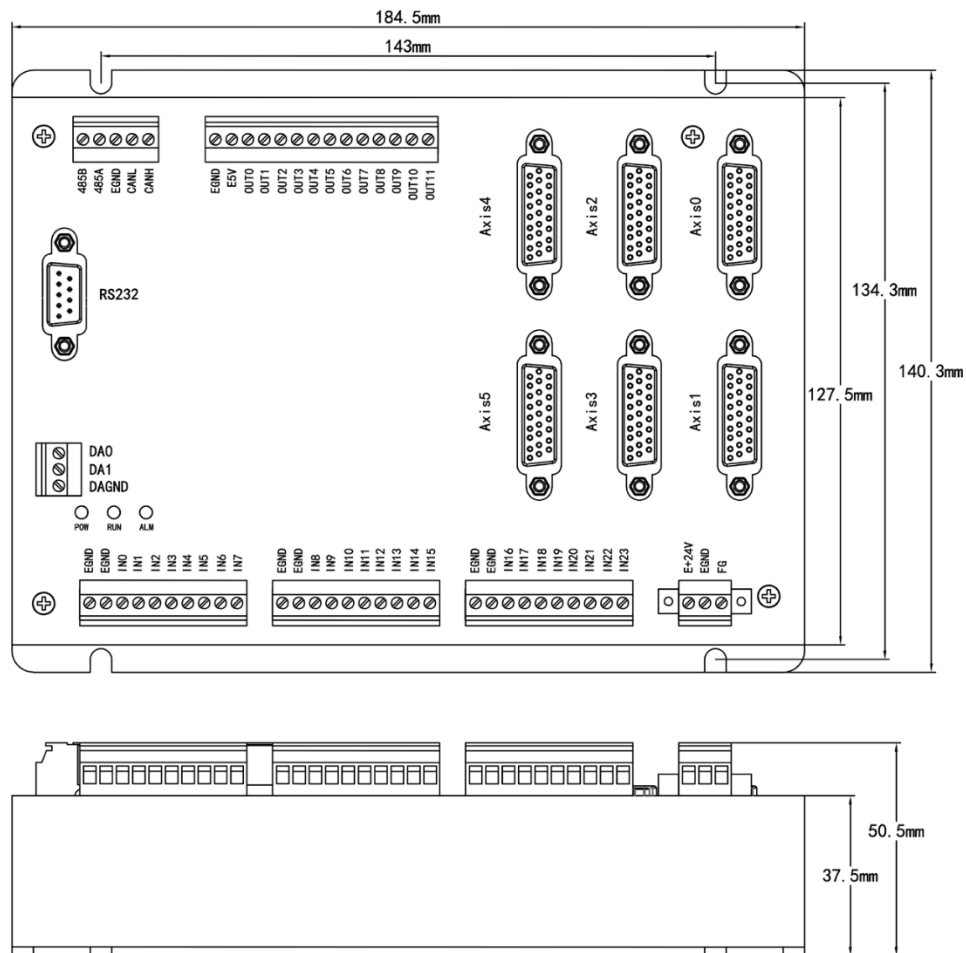 184.5mm
143mm
485B
485A
EGND
CANL
CANH
EGND
E5V
OUT0
OUT1
OUT2
OUT3
OUT4
OUT5
OUT6
OUT7
OUT8
OUT9
OUT10
OUT11
Axis4
Axis2
Axis0
RS232
134.3mm
140.3mm
127.5mm
Axis5
Axis3
Axis1
DA0
DA1
DAGND
POW
RUN
ALM
EGND
EGND
IN0
IN1
IN2
IN3
IN4
IN5
IN6
IN7
EGND
EGND
IN8
IN9
IN10
IN11
IN12
IN13
IN14
IN15
EGND
EGND
IN16
IN17
IN18
IN19
IN20
IN21
IN22
IN23
E+24V
EGND
FG
50.5mm
37.5mm